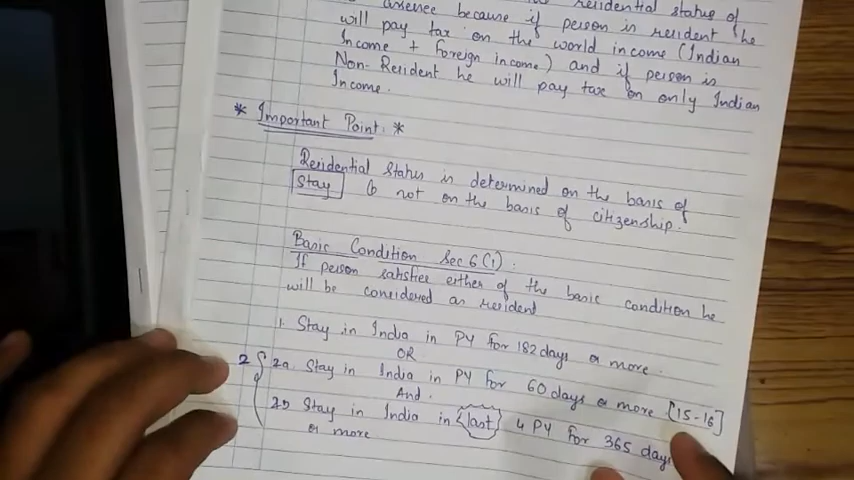 residential status of
assesee because if person is resident he
will pay tax on the world income (Indian
Income + Foreign income) and if person is
Non-Resident he will pay tax on only Indian
Income.
* Important Point. *
Residential Status is determined on the basis of
Stay & not on the basis of citizenship.
Basic Condition Sec 6(1):
If person satisfies either of the basic condition he
will be considered as resident
1. Stay in India in PY for 182 days or more.
OR
2 { 2a. Stay in India in PY for 60 days or more [15-16]
And.
2b Stay in India in last 4 PY for 365 days
or more